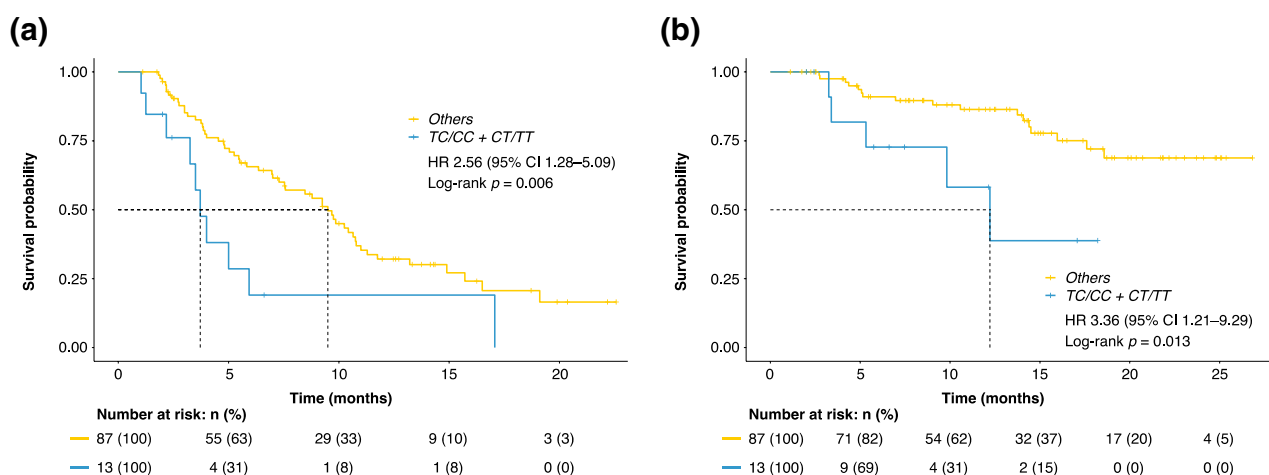 (a)
1.00
0.75
0.50
0.25
0.00
Survival probability
Others
TC/CC + CT/TT
HR 2.56 (95% CI 1.28–5.09)
Log-rank p = 0.006
0 5 10 15 20
Time (months)
Number at risk: n (%)
87 (100) 55 (63) 29 (33) 9 (10) 3 (3)
13 (100) 4 (31) 1 (8) 1 (8) 0 (0)
(b)
1.00
0.75
0.50
0.25
0.00
Survival probability
Others
TC/CC + CT/TT
HR 3.36 (95% CI 1.21–9.29)
Log-rank p = 0.013
0 5 10 15 20 25
Time (months)
Number at risk: n (%)
87 (100) 71 (82) 54 (62) 32 (37) 17 (20) 4 (5)
13 (100) 9 (69) 4 (31) 2 (15) 0 (0) 0 (0)